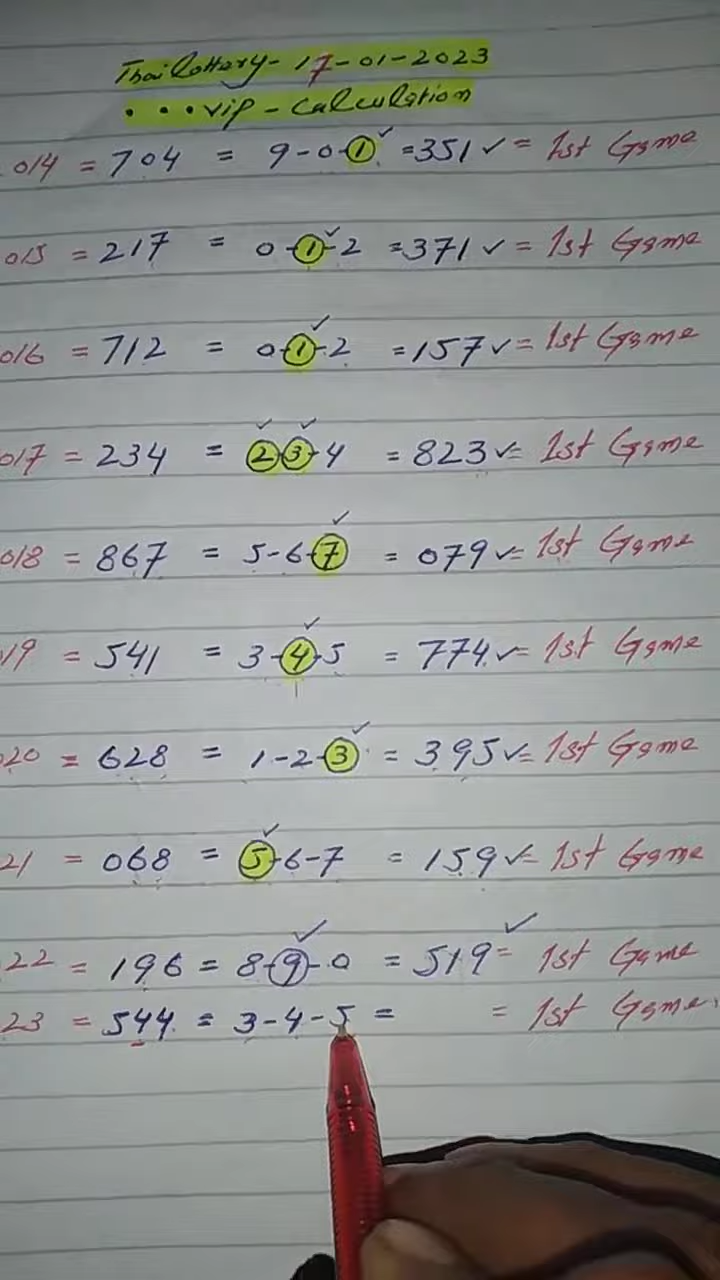 Thai Lottery - 17-01-2023
• • • vip - Calculation
014 = 704 = 9-0-1 ✓ =351 ✓ = 1st Game
015 = 217 = 0-1-2 ✓ =371 ✓ = 1st Game
016 = 712 = 0-1-2 ✓ =157 ✓ = 1st Game
017 = 234 = 2-3-4 ✓ ✓ =823 ✓ = 1st Game
018 = 867 = 5-6-7 ✓ = 079 ✓ = 1st Game
19 = 541 = 3-4-5 ✓ = 774 ✓ = 1st Game
020 = 628 = 1-2-3 ✓ = 395 ✓ = 1st Game
21 = 068 = 5-6-7 ✓ = 159 ✓ = 1st Game
22 = 196 = 8-9-0 ✓ = 519 ✓ = 1st Game
23 = 544 = 3-4-5 = = 1st Game